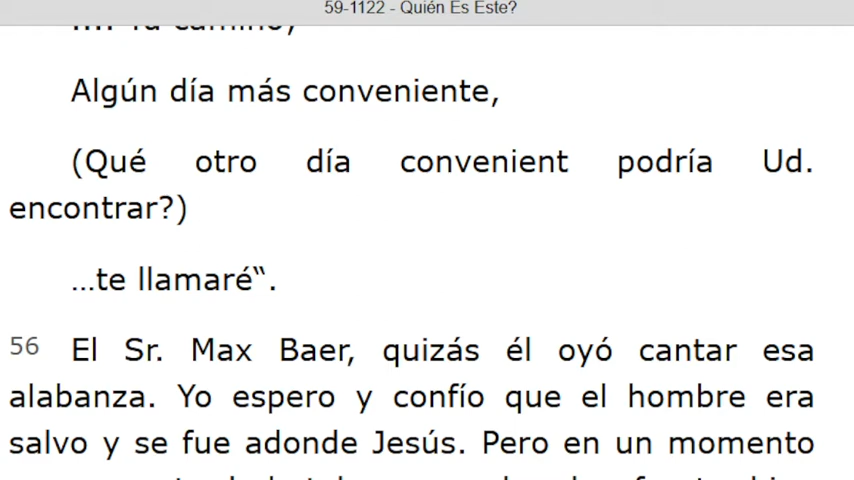 59-1122 - Quién Es Este?
Algún día más conveniente,
(Qué otro día convenient podría Ud.
encontrar?)
…te llamaré“.
56 El Sr. Max Baer, quizás él oyó cantar esa
alabanza. Yo espero y confío que el hombre era
salvo y se fue adonde Jesús. Pero en un momento